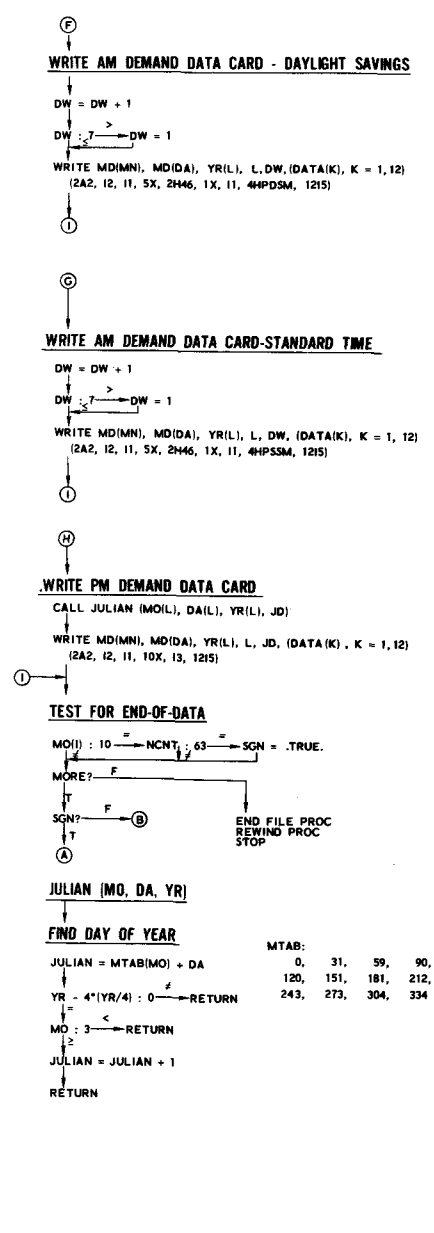 F
WRITE AM DEMAND DATA CARD - DAYLIGHT SAVINGS
DW = DW + 1
>
DW : 7 DW = 1
≤
WRITE MD(MN), MD(DA), YR(L), L, DW, (DATA(K), K = 1, 12)
(2A2, I2, I1, 5X, 2H46, 1X, I1, 4HPDSM, 12I5)
I
G
WRITE AM DEMAND DATA CARD-STANDARD TIME
DW = DW + 1
>
DW : 7 DW = 1
≤
WRITE MD(MN), MD(DA), YR(L), L, DW, (DATA(K), K = 1, 12)
(2A2, I2, I1, 5X, 2H46, 1X, I1, 4HPSSM, 12I5)
I
H
WRITE PM DEMAND DATA CARD
CALL JULIAN (MO(L), DA(L), YR(L), JD)
WRITE MD(MN), MD(DA), YR(L), L, JD, (DATA(K), K = 1, 12)
(2A2, I2, I1, 10X, I3, 12I5)
I
TEST FOR END-OF-DATA
= =
MO(I) : 10 NCNT : 63 SGN = .TRUE.
≠ ≠
MORE? F
T
SGN? F B
T
A
END FILE PROC
REWIND PROC
STOP
JULIAN (MO, DA, YR)
FIND DAY OF YEAR
JULIAN = MTAB(MO) + DA
≠
YR - 4*(YR/4) : 0 RETURN
=
<
MO : 3 RETURN
≥
JULIAN = JULIAN + 1
RETURN
MTAB:
0, 31, 59, 90,
120, 151, 181, 212,
243, 273, 304, 334